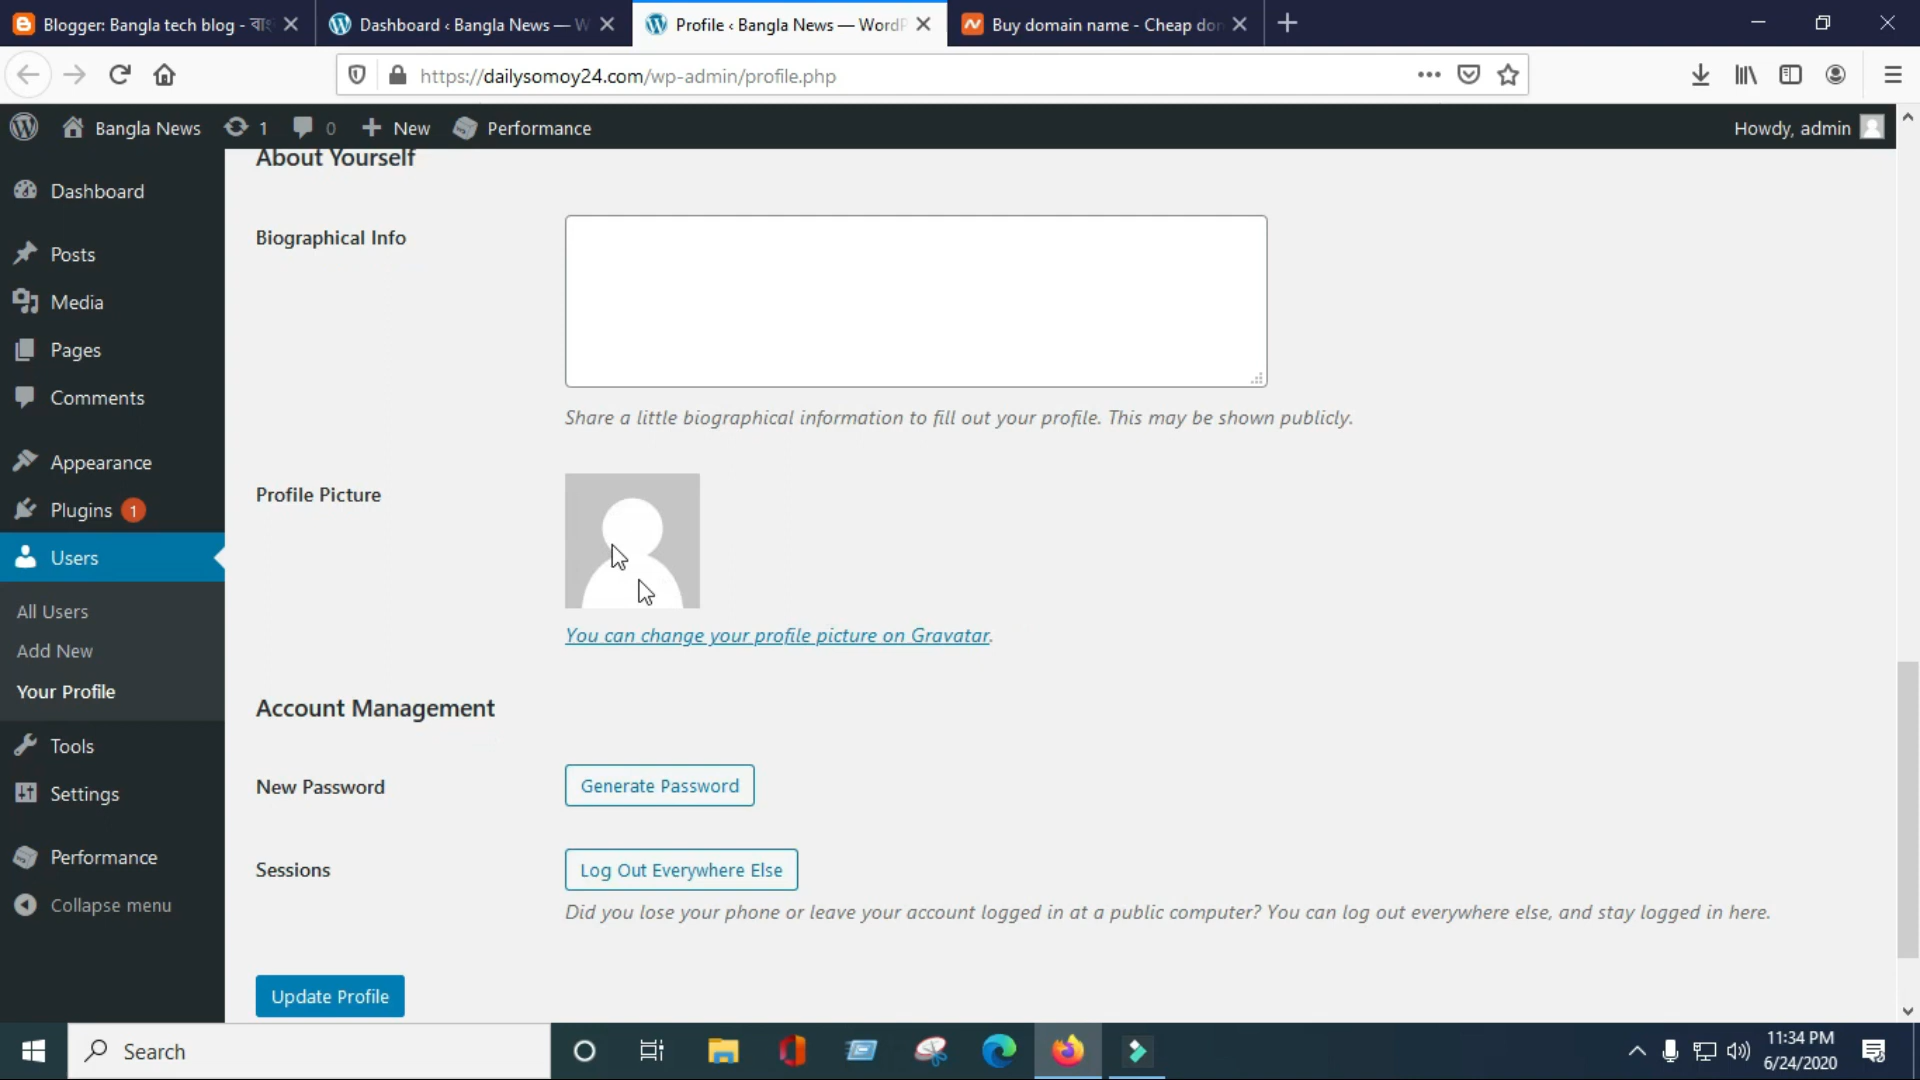 Blogger: Bangla tech blog - বাং
Dashboard ‹ Bangla News — W
Profile ‹ Bangla News — WordP
Buy domain name - Cheap don
https://dailysomoy24.com/wp-admin/profile.php
Bangla News
1
0
New
Performance
Howdy, admin
Dashboard
Posts
Media
Pages
Comments
Appearance
Plugins 1
Users
All Users
Add New
Your Profile
Tools
Settings
Performance
Collapse menu
About Yourself
Biographical Info
Share a little biographical information to fill out your profile. This may be shown publicly.
Profile Picture
You can change your profile picture on Gravatar.
Account Management
New Password
Generate Password
Sessions
Log Out Everywhere Else
Did you lose your phone or leave your account logged in at a public computer? You can log out everywhere else, and stay logged in here.
Update Profile
Search
11:34 PM
6/24/2020